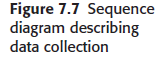 Figure 7.7 Sequence
diagram describing
data collection